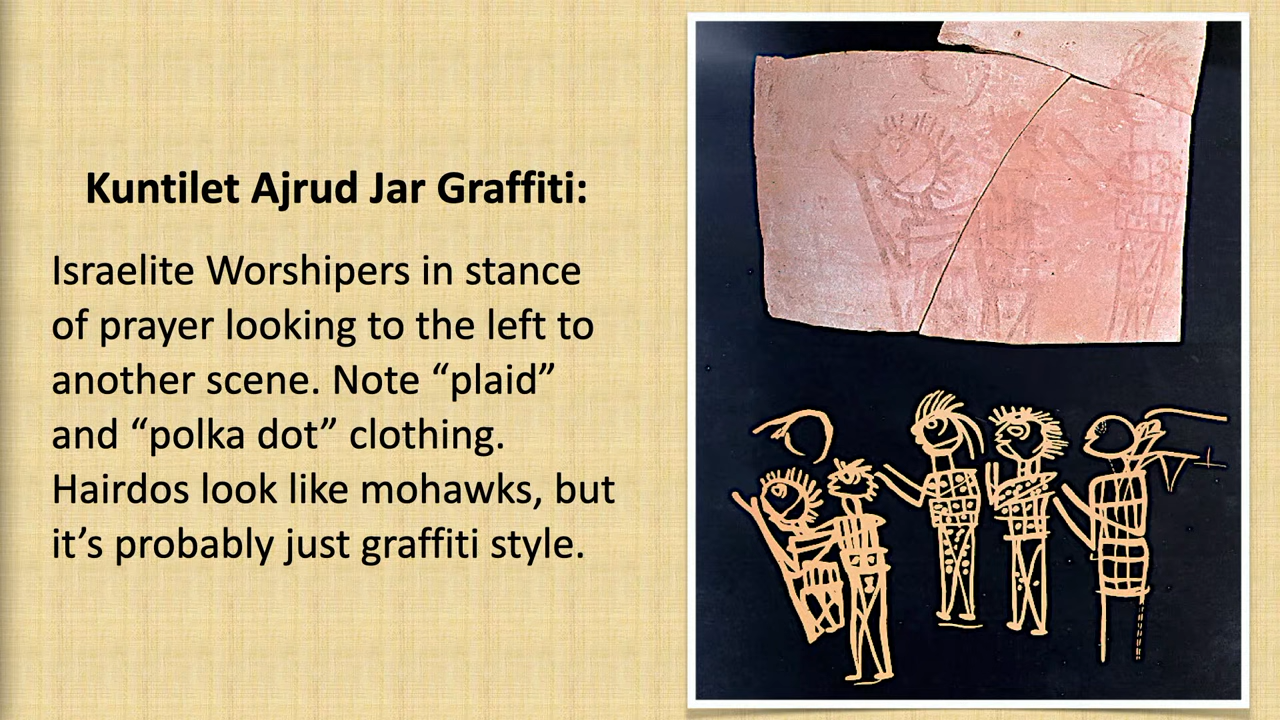 Kuntilet Ajrud Jar Graffiti:
Israelite Worshipers in stance
of prayer looking to the left to
another scene. Note “plaid”
and “polka dot” clothing.
Hairdos look like mohawks, but
it’s probably just graffiti style.